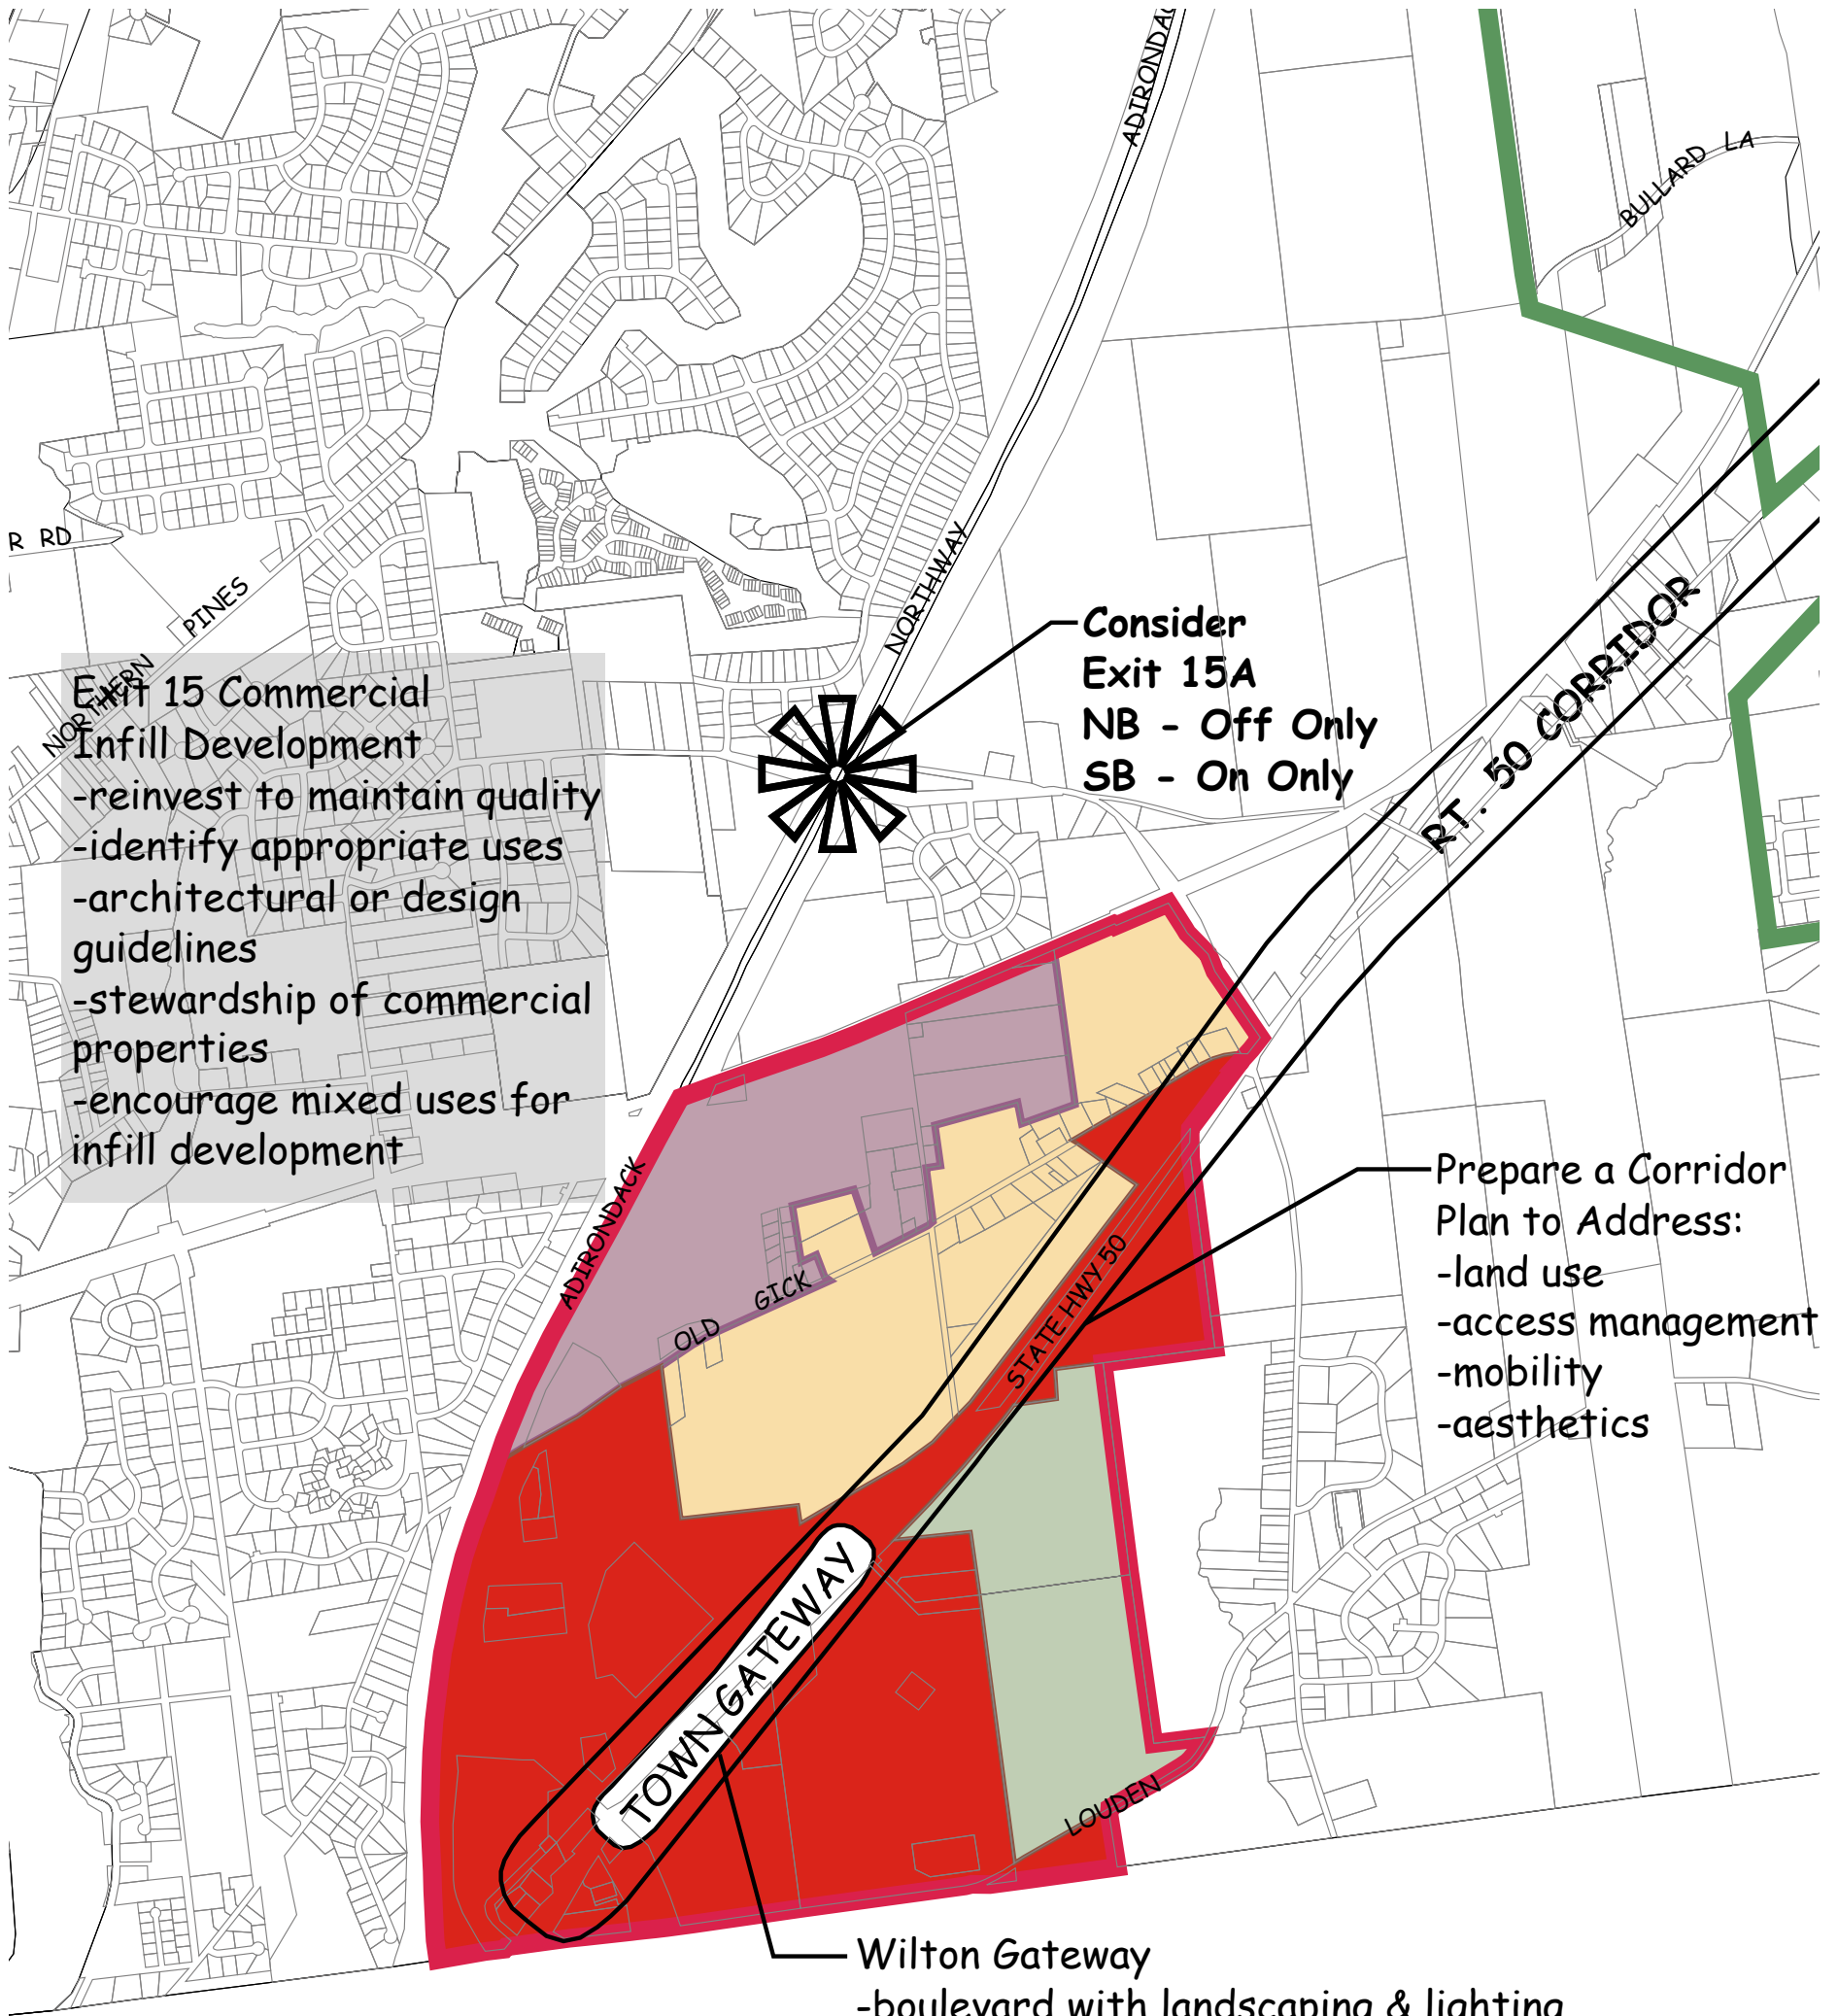 ADIRONDAC
BULLARD LA
R RD
PINES
NORTHERN
NORTHWAY
Consider
Exit 15A
NB - Off Only
SB - On Only
RT. 50 CORRIDOR
Exit 15 Commercial
Infill Development
-reinvest to maintain quality
-identify appropriate uses
-architectural or design
guidelines
-stewardship of commercial
properties
-encourage mixed uses for
infill development
ADIRONDACK
OLD GICK
STATE HWY 50
Prepare a Corridor
Plan to Address:
-land use
-access management
-mobility
-aesthetics
TOWN GATEWAY
LOUDEN
Wilton Gateway
-boulevard with landscaping & lighting